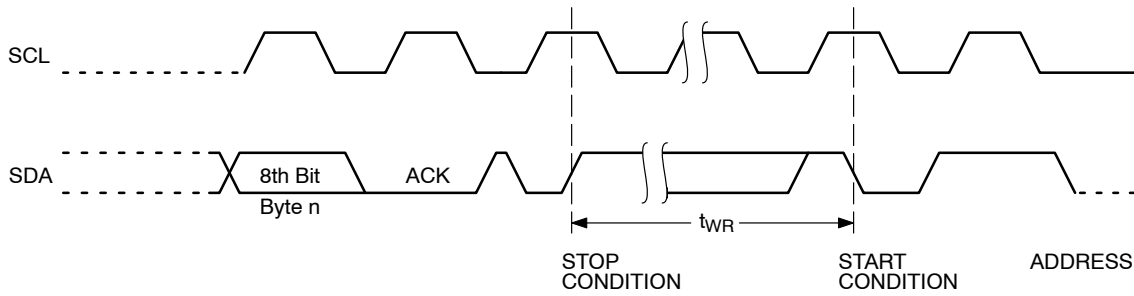 SCL
SDA
8th Bit
Byte n
ACK
tWR
STOP
CONDITION
START
CONDITION
ADDRESS